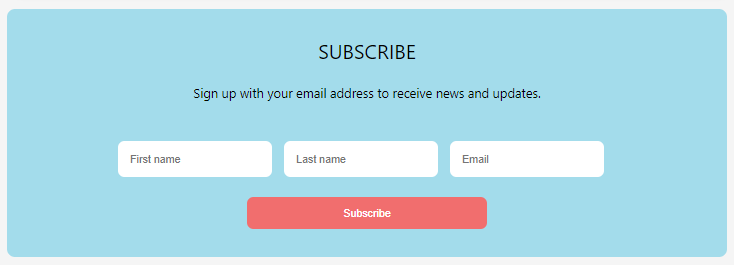 SUBSCRIBE
Sign up with your email address to receive news and updates.
First name Last name Email
Subscribe